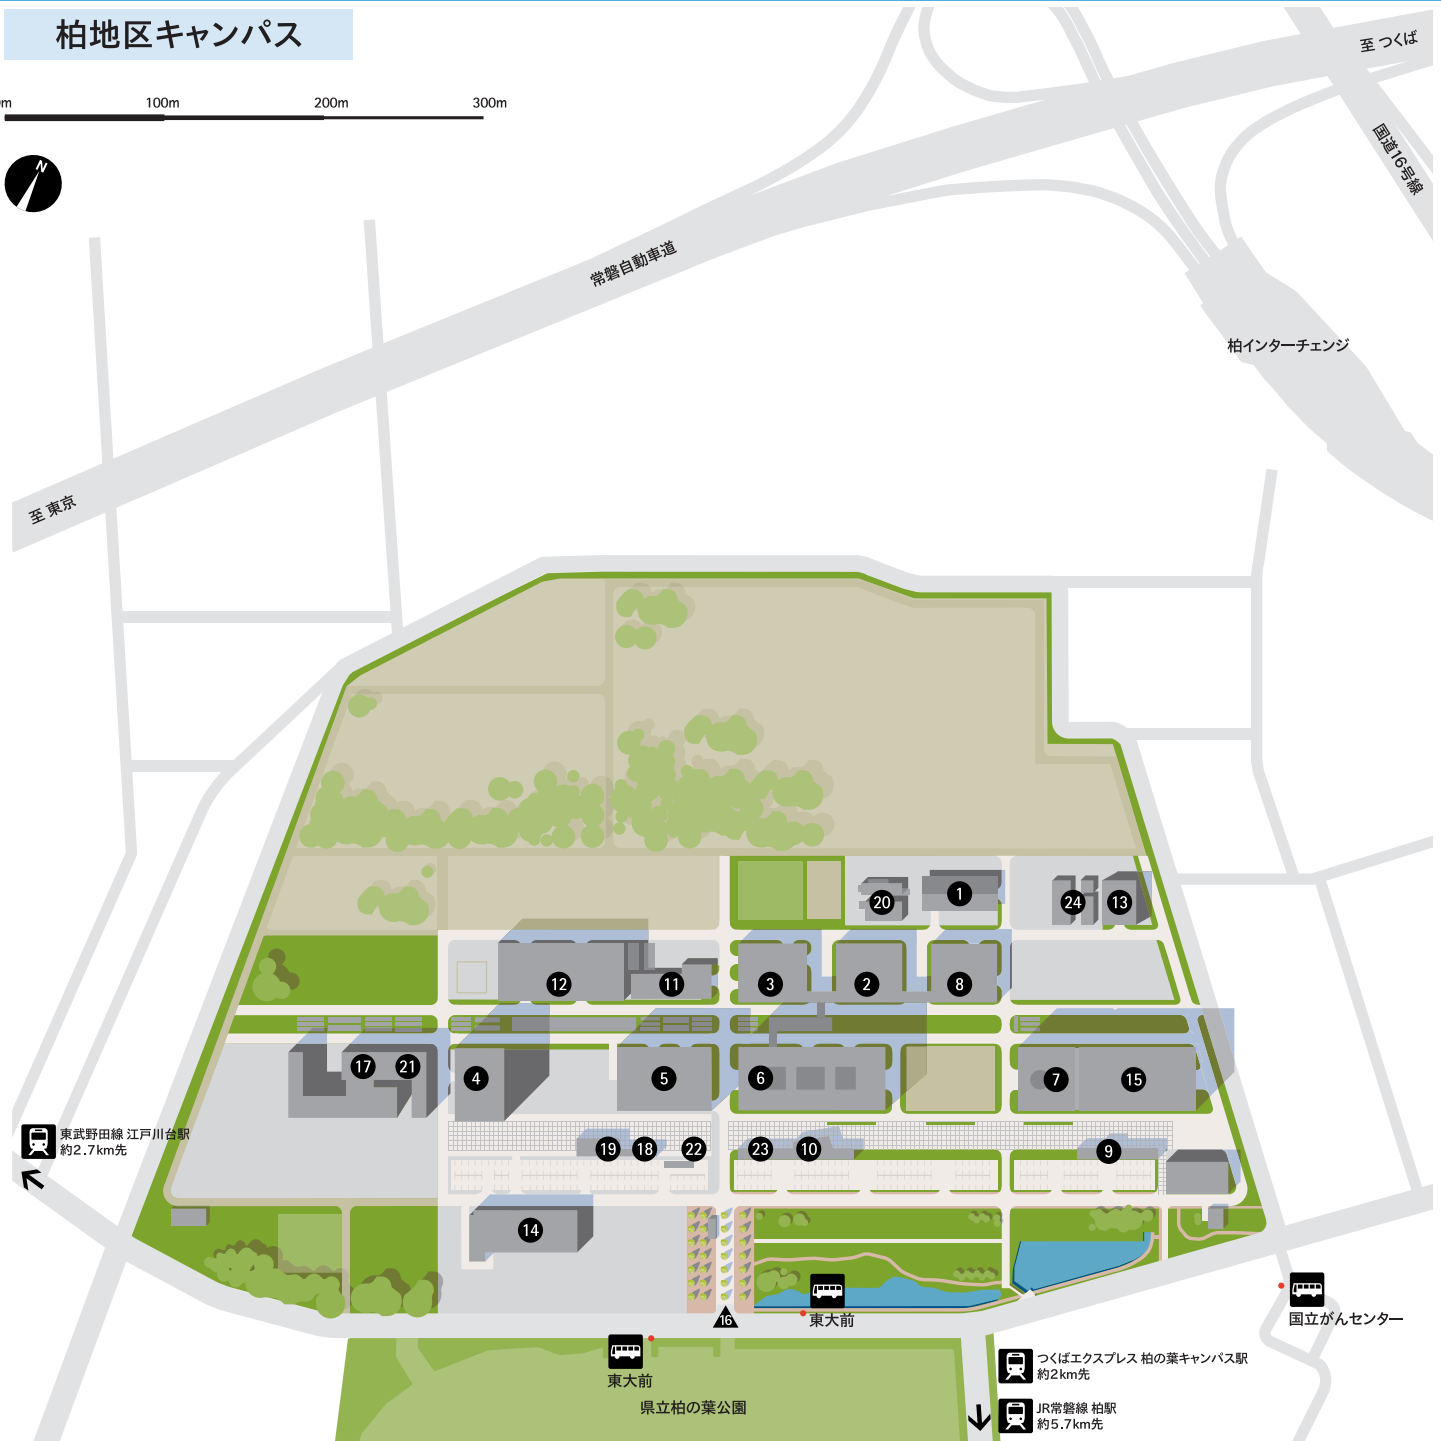 柏地区キャンパス
0m 100m 200m 300m
N
至 つくば
国道16号線
常磐自動車道
柏インターチェンジ
至 東京
20 1 24 13
12 11 3 2 8
17 21 4 5 6 7 15
19 18 22 23 10 9
14
16
東武野田線 江戸川台駅
約2.7km先
東大前
東大前
国立がんセンター
県立柏の葉公園
つくばエクスプレス 柏の葉キャンパス駅
約2km先
JR常磐線 柏駅
約5.7km先